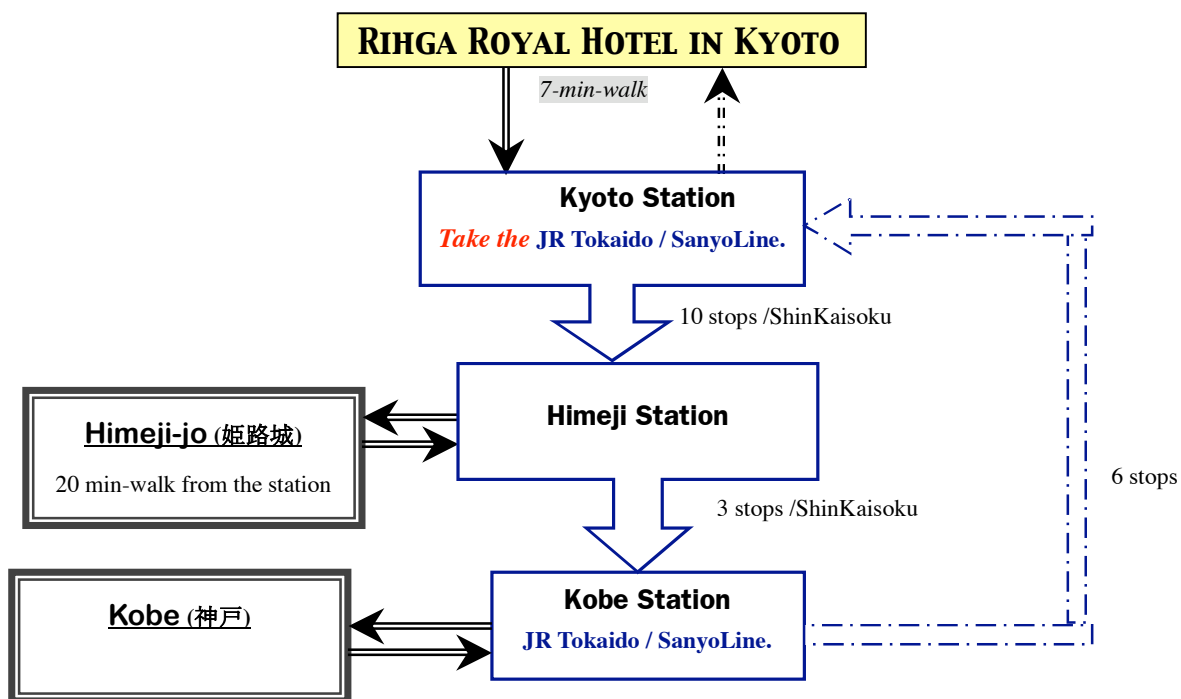 RIHGA ROYAL HOTEL IN KYOTO
7-min-walk
Kyoto Station
Take the JR Tokaido / SanyoLine.
10 stops /ShinKaisoku
Himeji Station
Himeji-jo (姫路城)
20 min-walk from the station
6 stops
3 stops /ShinKaisoku
Kobe Station
JR Tokaido / SanyoLine.
Kobe (神戸)